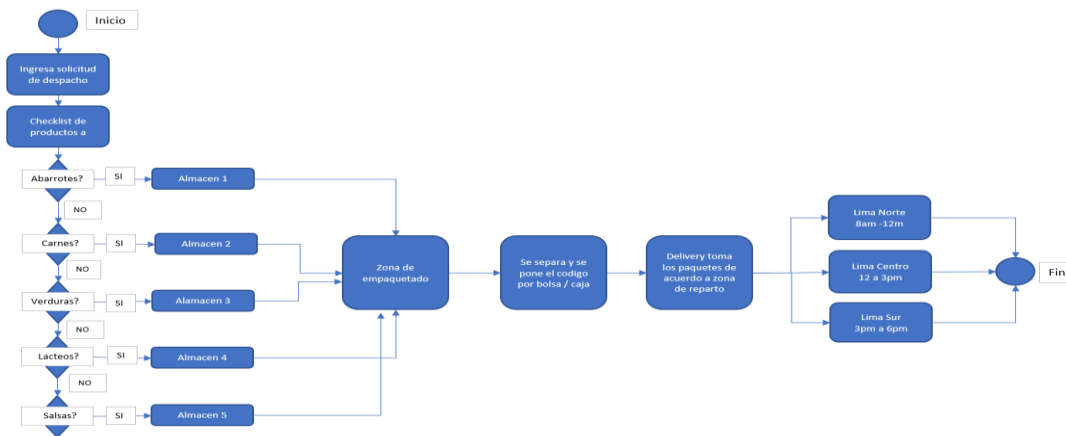 Inicio
Ingresa solicitud
de despacho
Checklist de
productos a
Abarrotes?
SI
Almacen 1
NO
Carnes?
SI
Almacen 2
NO
Verduras?
SI
Alamacen 3
NO
Lacteos?
SI
Almacen 4
NO
Salsas?
SI
Almacen 5
Zona de
empaquetado
Se separa y se
pone el codigo
por bolsa / caja
Delivery toma
los paquetes de
acuerdo a zona
de reparto
Lima Norte
8am -12m
Lima Centro
12 a 3pm
Lima Sur
3pm a 6pm
Fin